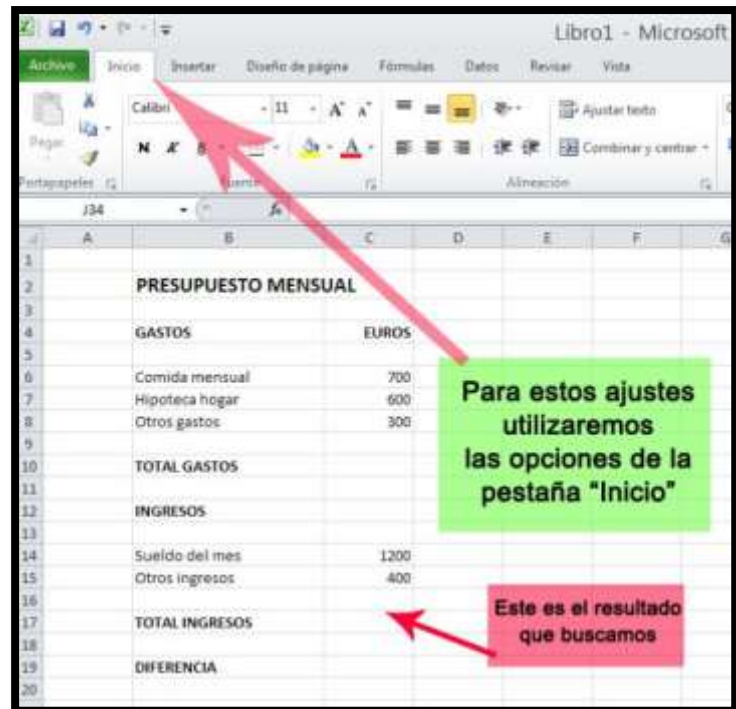 Libro1 - Microsoft
Archivo Inicio Insertar Diseño de página Fórmulas Datos Revisar Vista
Calibri 11 A A Ajustar texto
Pegar N K S A Combinar y centrar
Portapapeles Fuente Alineación
J34 fx
A B C D E F G
1
2 PRESUPUESTO MENSUAL
3
4 GASTOS EUROS
5
6 Comida mensual 700
7 Hipoteca hogar 600
8 Otros gastos 300
9
10 TOTAL GASTOS
11
12 INGRESOS
13
14 Sueldo del mes 1200
15 Otros ingresos 400
16
17 TOTAL INGRESOS
18
19 DIFERENCIA
20
Para estos ajustes
utilizaremos
las opciones de la
pestaña “Inicio”
Este es el resultado
que buscamos